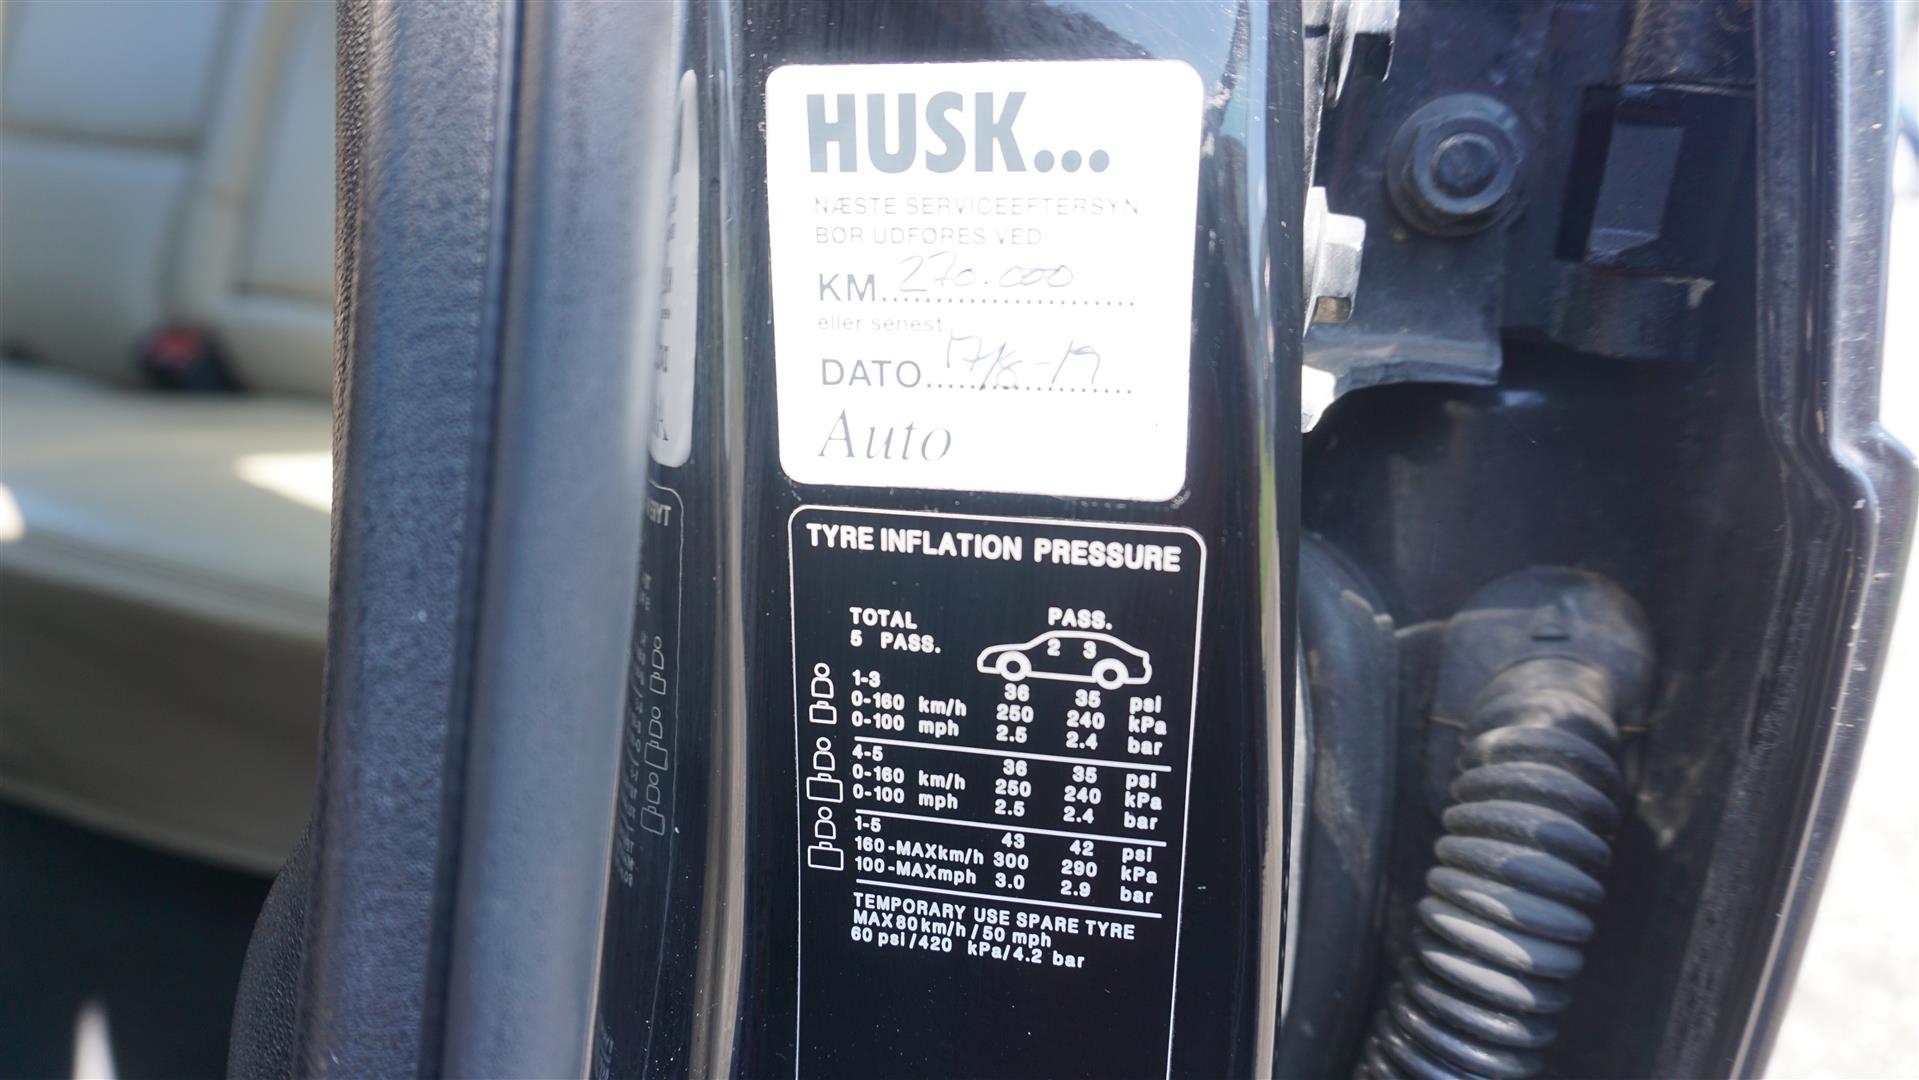 HUSK...
NÆSTE SERVICEEFTERSYN
BØR UDFØRES VED
KM 270.000
eller senest
DATO 17/8-19
Auto
TYRE INFLATION PRESSURE
TOTAL PASS.
5 PASS. 2 3
1-3 36 35 psi
0-160 km/h 250 240 kPa
0-100 mph 2.5 2.4 bar
4-5 36 35 psi
0-160 km/h 250 240 kPa
0-100 mph 2.5 2.4 bar
1-5 43 42 psi
160-MAX km/h 300 290 kPa
100-MAX mph 3.0 2.9 bar
TEMPORARY USE SPARE TYRE
MAX 80 km/h / 50 mph
60 psi / 420 kPa / 4.2 bar